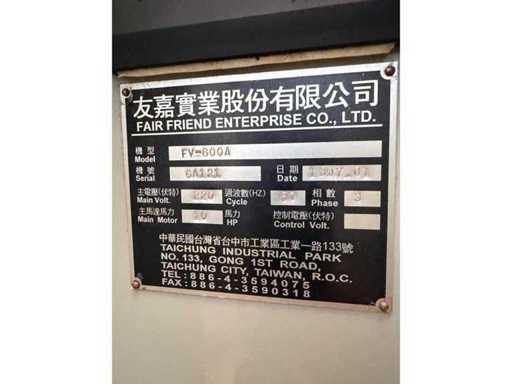 友嘉實業股份有限公司
FAIR FRIEND ENTERPRISE CO., LTD.
機型 Model FV-800A
機號 Serial 6A121 日期 Date
主電壓(伏特) Main Volt. 220 週波數(HZ) Cycle 相數 Phase 3
主馬達馬力 Main Motor 10 馬力 HP 控制電壓(伏特) Control Volt.
中華民國台灣省台中市工業區工業一路133號
TAICHUNG INDUSTRIAL PARK
NO. 133, GONG 1ST ROAD,
TAICHUNG CITY, TAIWAN, R.O.C.
TEL : 886-4-3594075
FAX : 886-4-3590318